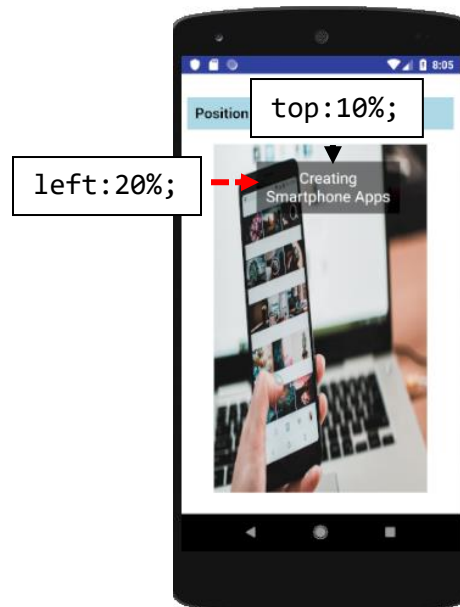 8:05
Position
top:10%;
left:20%;
Creating
Smartphone Apps